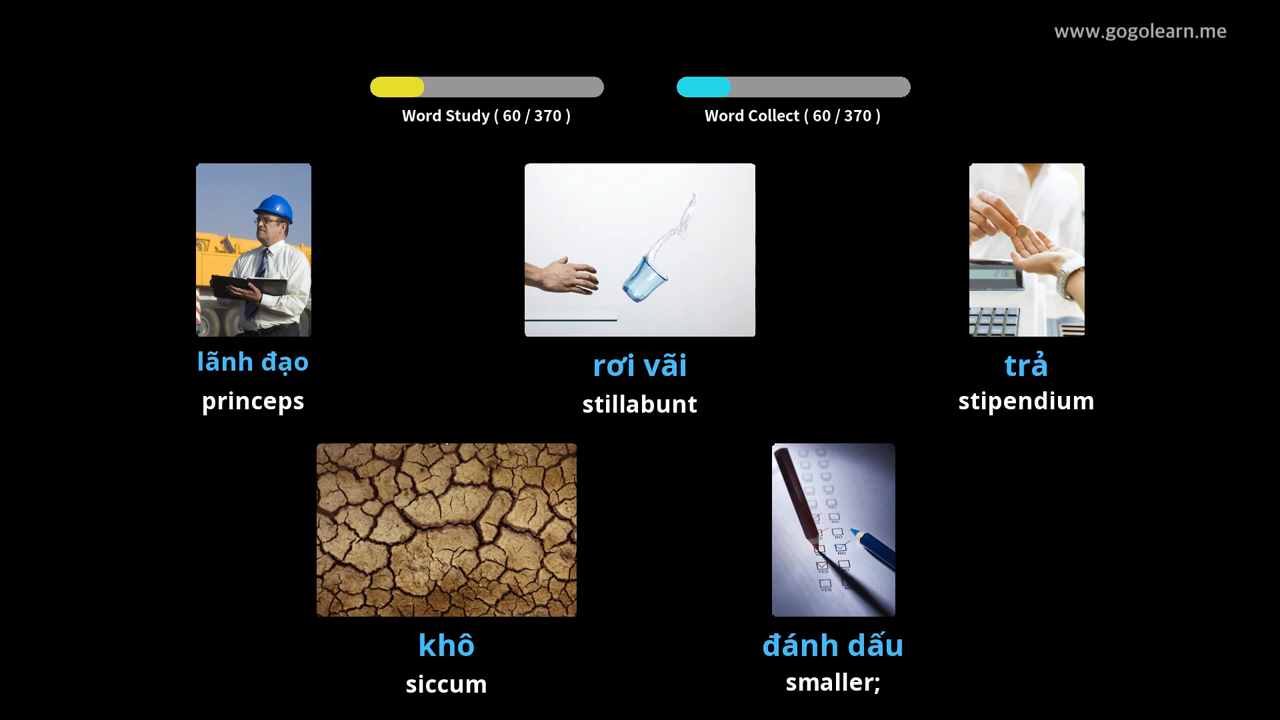 www.gogolearn.me
Word Study ( 60 / 370 )
Word Collect ( 60 / 370 )
lãnh đạo
princeps
rơi vãi
stillabunt
trả
stipendium
khô
siccum
đánh dấu
smaller;